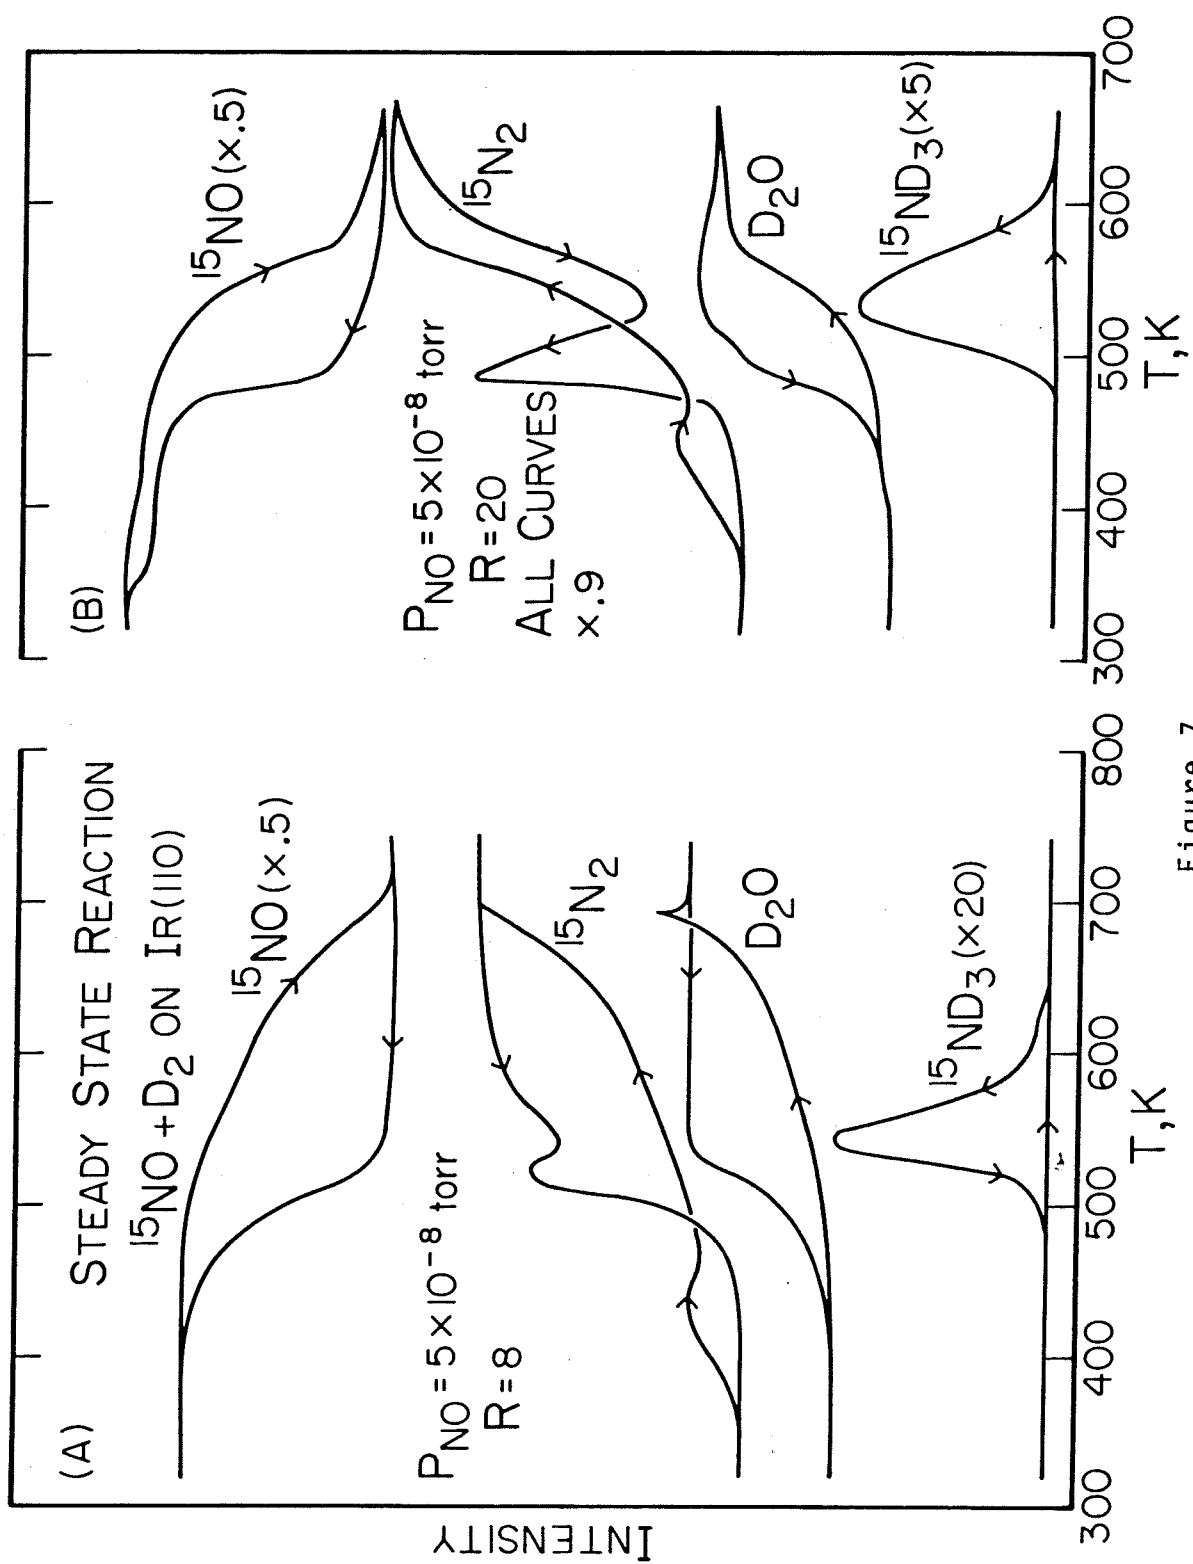 (A)
STEADY STATE REACTION
15NO + D2 ON IR(110)
15NO (x.5)
PNO = 5×10-8 torr
R = 8
15N2
D2O
15ND3 (×20)
INTENSITY
300 400 500 600 700 800
T, K
(B)
15NO (x.5)
PNO = 5×10-8 torr
R = 20
ALL CURVES
x.9
15N2
D2O
15ND3 (×5)
300 400 500 600 700
T, K
Figure 7